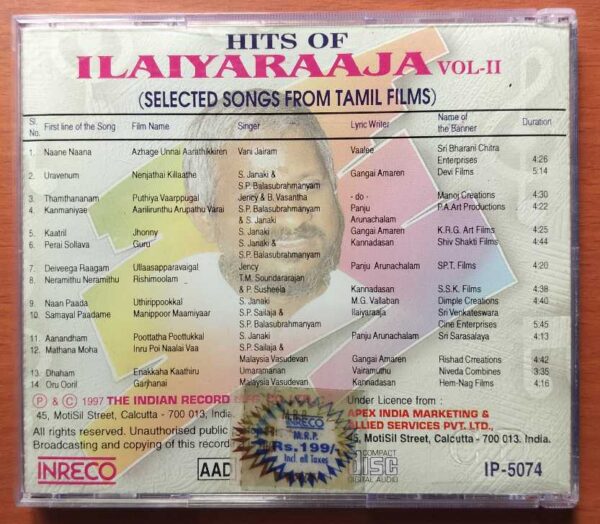 HITS OF
ILAIYARAAJA VOL-II
(SELECTED SONGS FROM TAMIL FILMS)
Sl. No. First line of the Song Film Name Singer Lyric Writer Name of the Banner Duration
1. Naane Naana Azhage Unnai Aarathikkiren Vani Jairam Vaalee Sri Bharani Chitra Enterprises 4:26
2. Uravenum Nenjathai Killaathe S. Janaki & S.P. Balasubrahmanyam Gangai Amaren Devi Films 5:14
3. Thamthananam Puthiya Vaarppugal Jency & B. Vasantha - do - Manoj Creations 4:30
4. Kanmaniyae Aarilirunthu Arupathu Varai S.P. Balasubrahmanyam & S. Janaki Panju Arunachalam P.A. Art Productions 4:22
5. Kaatril Jhonny S. Janaki Gangai Amaren K.R.G. Art Films 4:25
6. Perai Sollava Guru S. Janaki & S.P. Balasubramanyam Kannadasan Shiv Shakti Films 4:44
7. Deiveega Raagam Ullaasapparavaigal Jency Panju Arunachalam SP.T. Films 4:20
8. Neramithu Neramithu Rishimoolam T.M. Soundararajan & P. Susheela Kannadasan S.S.K. Films 4:38
9. Naan Paada Uthirippookkal S. Janaki M.G. Vallaban Dimple Creations 4:40
10. Samayal Paadame Manippoor Maamiyaar SP. Sailaja & S.P. Balasubrahmanyam Ilaiyaraaja Sri Venkateswara Cine Enterprises 5:45
11. Aanandham Poottatha Poottukkal S. Janaki Panju Arunachalam Sri Sarasalaya 4:13
12. Mathana Moha Inru Poi Naalai Vaa SP. Sailaja & Malaysia Vasudevan Gangai Amaren Rishad Crreations 4:42
13. Dhaham Enakkaha Kaathiru Umaramanan Vairamuthu Niveda Combines 3:35
14. Oru Ooril Garjhanai Malaysia Vasudevan Kannadasan Hem-Nag Films 4:16
P & C 1997 THE INDIAN RECORD
45, MotiSil Street, Calcutta - 700 013, India.
All rights reserved. Unauthorised public
Broadcasting and copying of this record
Under Licence from :
APEX INDIA MARKETING &
ALLIED SERVICES PVT. LTD.,
45, MotiSil Street, Calcutta - 700 013. India.
M.R.P.
INRECO
M.R.P.
Rs.199/-
Incl. all Taxes
INRECO
AAD
COMPACT
DISC
DIGITAL AUDIO
IP-5074